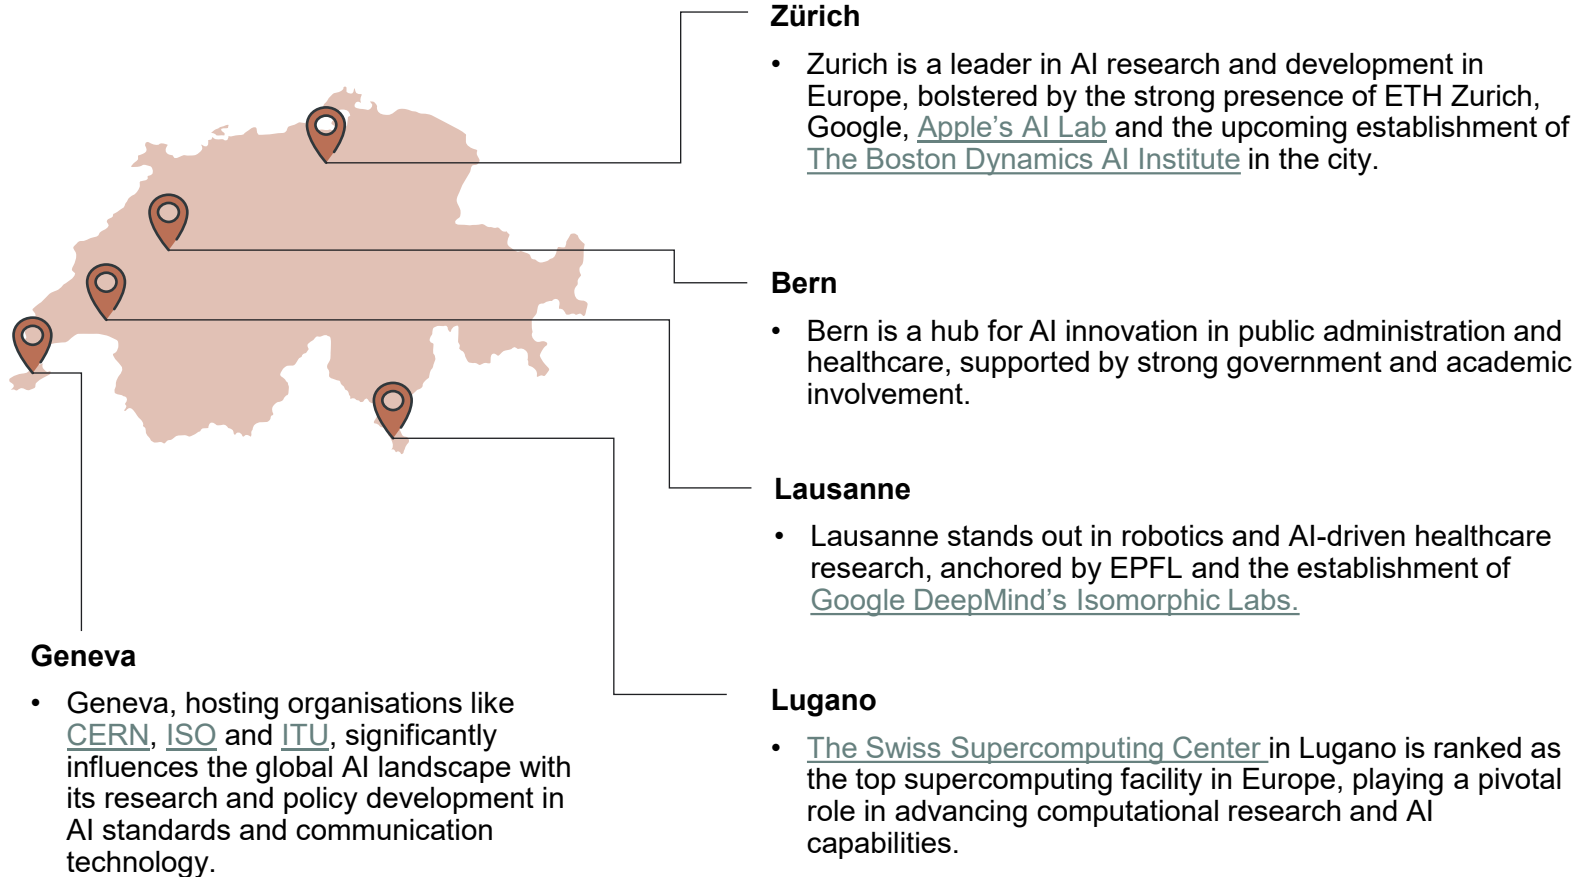 Zürich
• Zurich is a leader in AI research and development in
Europe, bolstered by the strong presence of ETH Zurich,
Google, Apple’s AI Lab and the upcoming establishment of
The Boston Dynamics AI Institute in the city.
Bern
• Bern is a hub for AI innovation in public administration and
healthcare, supported by strong government and academic
involvement.
Lausanne
• Lausanne stands out in robotics and AI-driven healthcare
research, anchored by EPFL and the establishment of
Google DeepMind’s Isomorphic Labs.
Geneva
• Geneva, hosting organisations like
CERN, ISO and ITU, significantly
influences the global AI landscape with
its research and policy development in
AI standards and communication
technology.
Lugano
• The Swiss Supercomputing Center in Lugano is ranked as
the top supercomputing facility in Europe, playing a pivotal
role in advancing computational research and AI
capabilities.